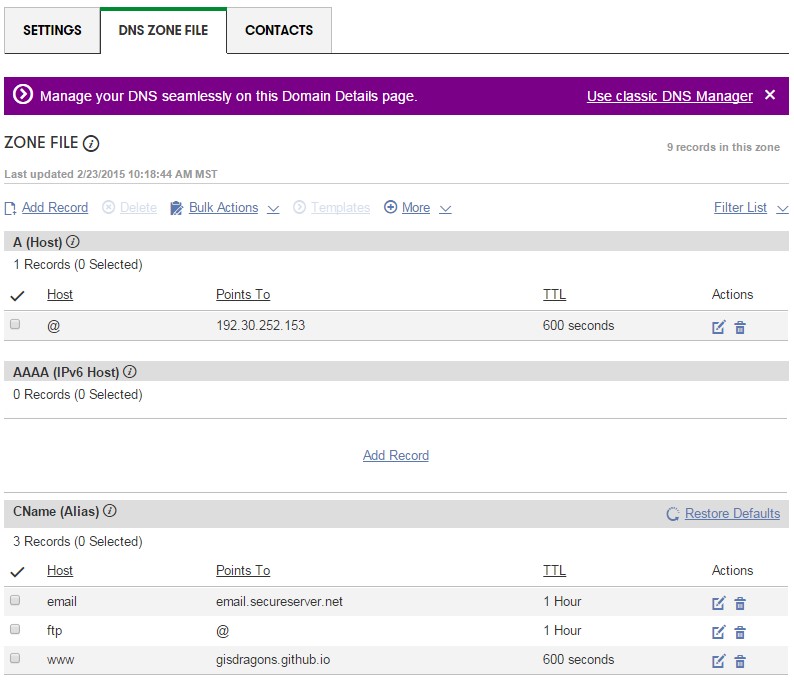 SETTINGS DNS ZONE FILE CONTACTS
Manage your DNS seamlessly on this Domain Details page. Use classic DNS Manager ×
ZONE FILE i
9 records in this zone
Last updated 2/23/2015 10:18:44 AM MST
Add Record Delete Bulk Actions Templates More Filter List
A (Host) i
1 Records (0 Selected)
Host Points To TTL Actions
@ 192.30.252.153 600 seconds
AAAA (IPv6 Host) i
0 Records (0 Selected)
Add Record
CName (Alias) i Restore Defaults
3 Records (0 Selected)
Host Points To TTL Actions
email email.secureserver.net 1 Hour
ftp @ 1 Hour
www gisdragons.github.io 600 seconds